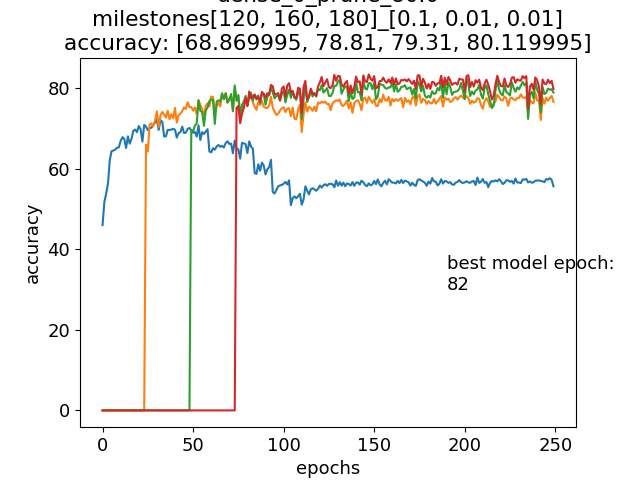 milestones[120, 160, 180]_[0.1, 0.01, 0.01]
accuracy: [68.869995, 78.81, 79.31, 80.119995]
80
60
40
20
0
accuracy
best model epoch:
82
0
50
100
150
200
250
epochs